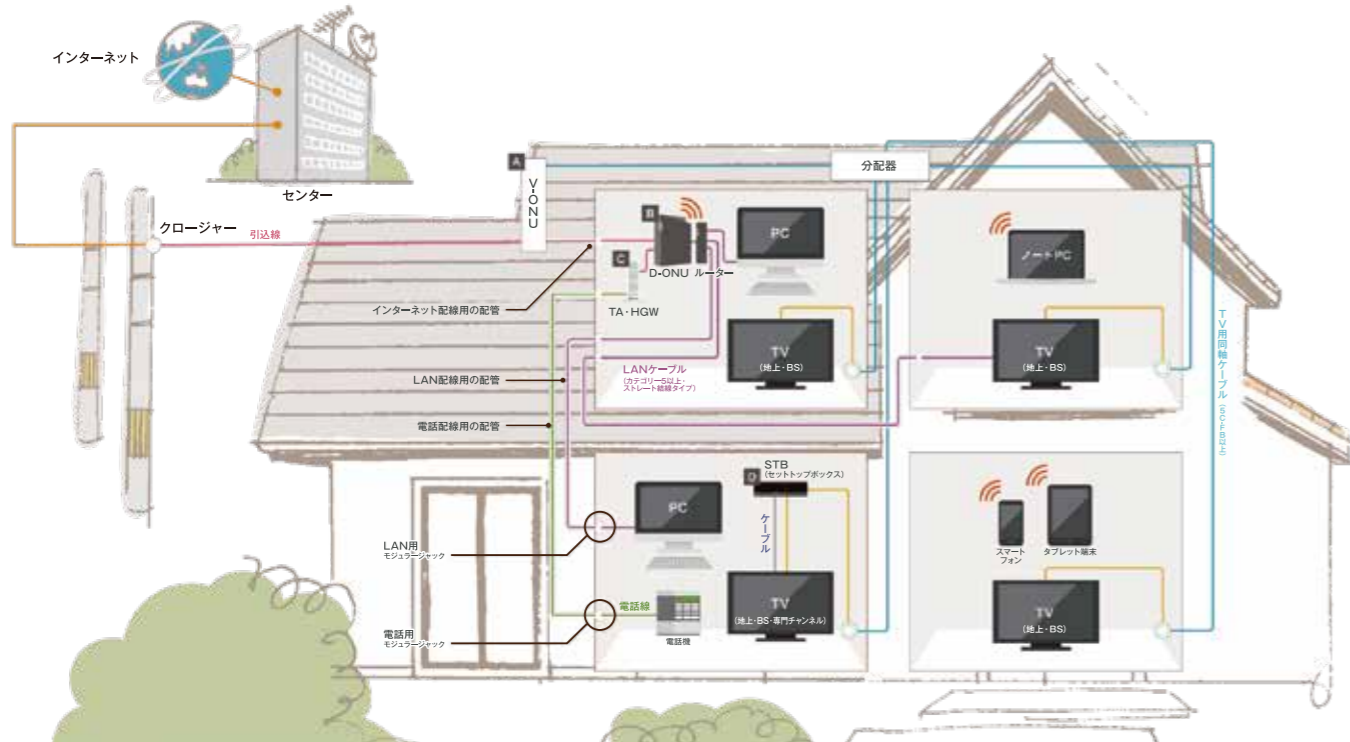 インターネット
センター
クロージャー
引込線
A
V-ONU
分配器
B
C
D-ONU
ルーター
TA・HGW
PC
TV
(地上・BS)
ノートPC
TV
(地上・BS)
インターネット配線用の配管
LAN配線用の配管
電話配線用の配管
LANケーブル
(カテゴリー5以上・
ストレート結線タイプ)
TV用同軸ケーブル(5CFB以上)
D
STB
(セットトップボックス)
ケーブル
PC
TV
(地上・BS・専門チャンネル)
LAN用
モジュラージャック
電話線
電話機
電話用
モジュラージャック
スマート
フォン
タブレット端末
TV
(地上・BS)